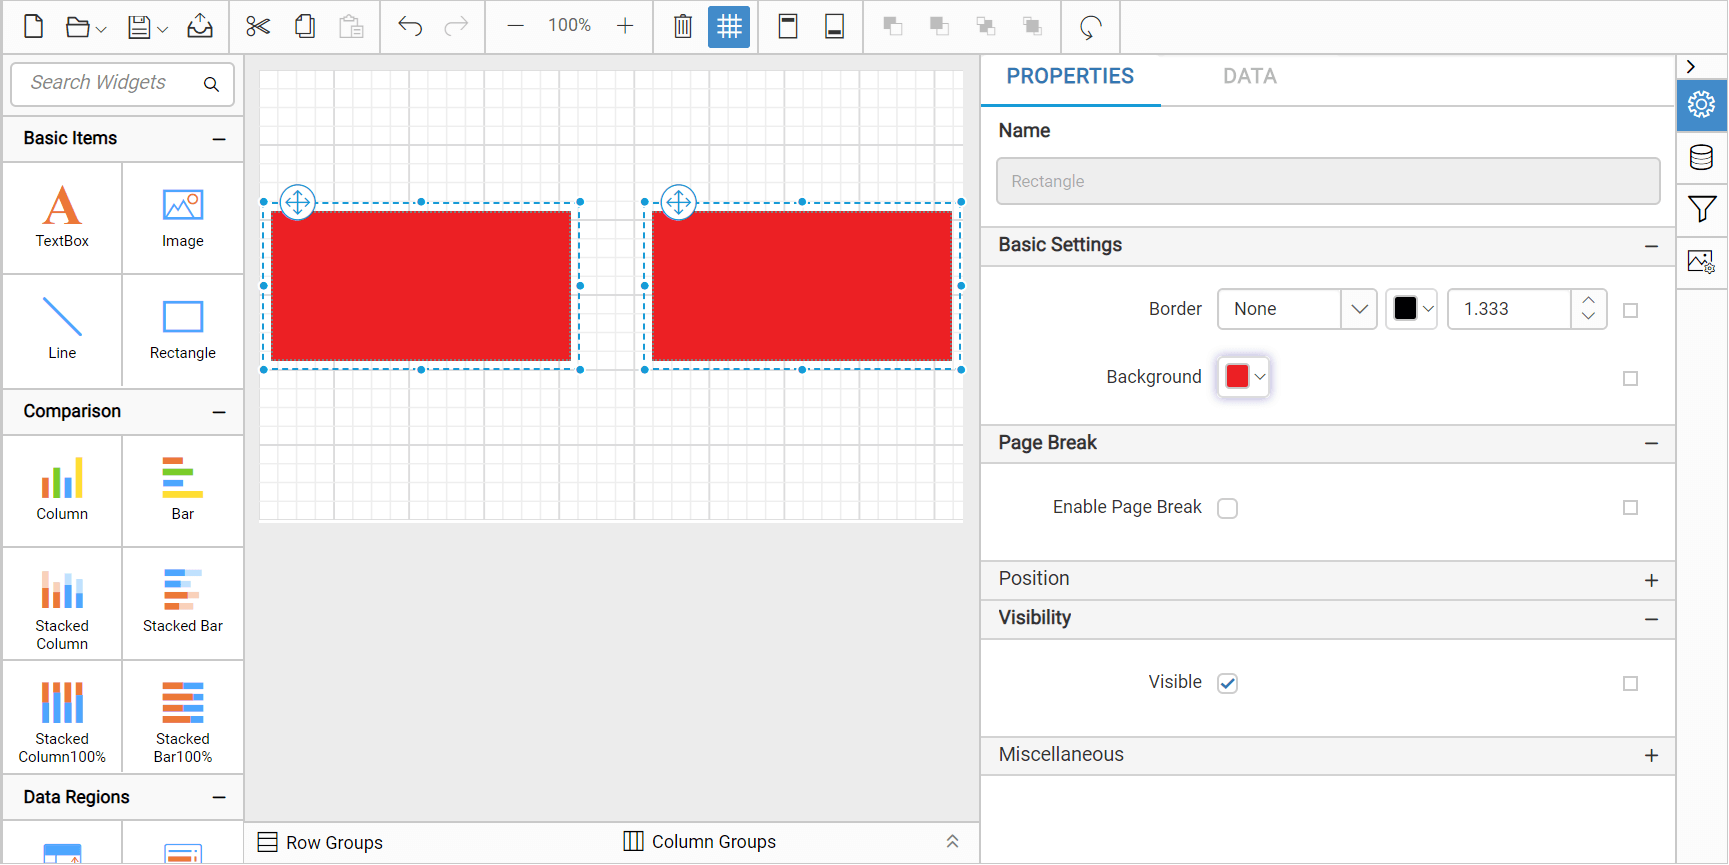 100%
Search Widgets
Basic Items
TextBox
Image
Line
Rectangle
Comparison
Column
Bar
Stacked
Column
Stacked Bar
Stacked
Column100%
Stacked
Bar100%
Data Regions
Row Groups
Column Groups
PROPERTIES
DATA
Name
Rectangle
Basic Settings
Border
None
1.333
Background
Page Break
Enable Page Break
Position
Visibility
Visible
Miscellaneous